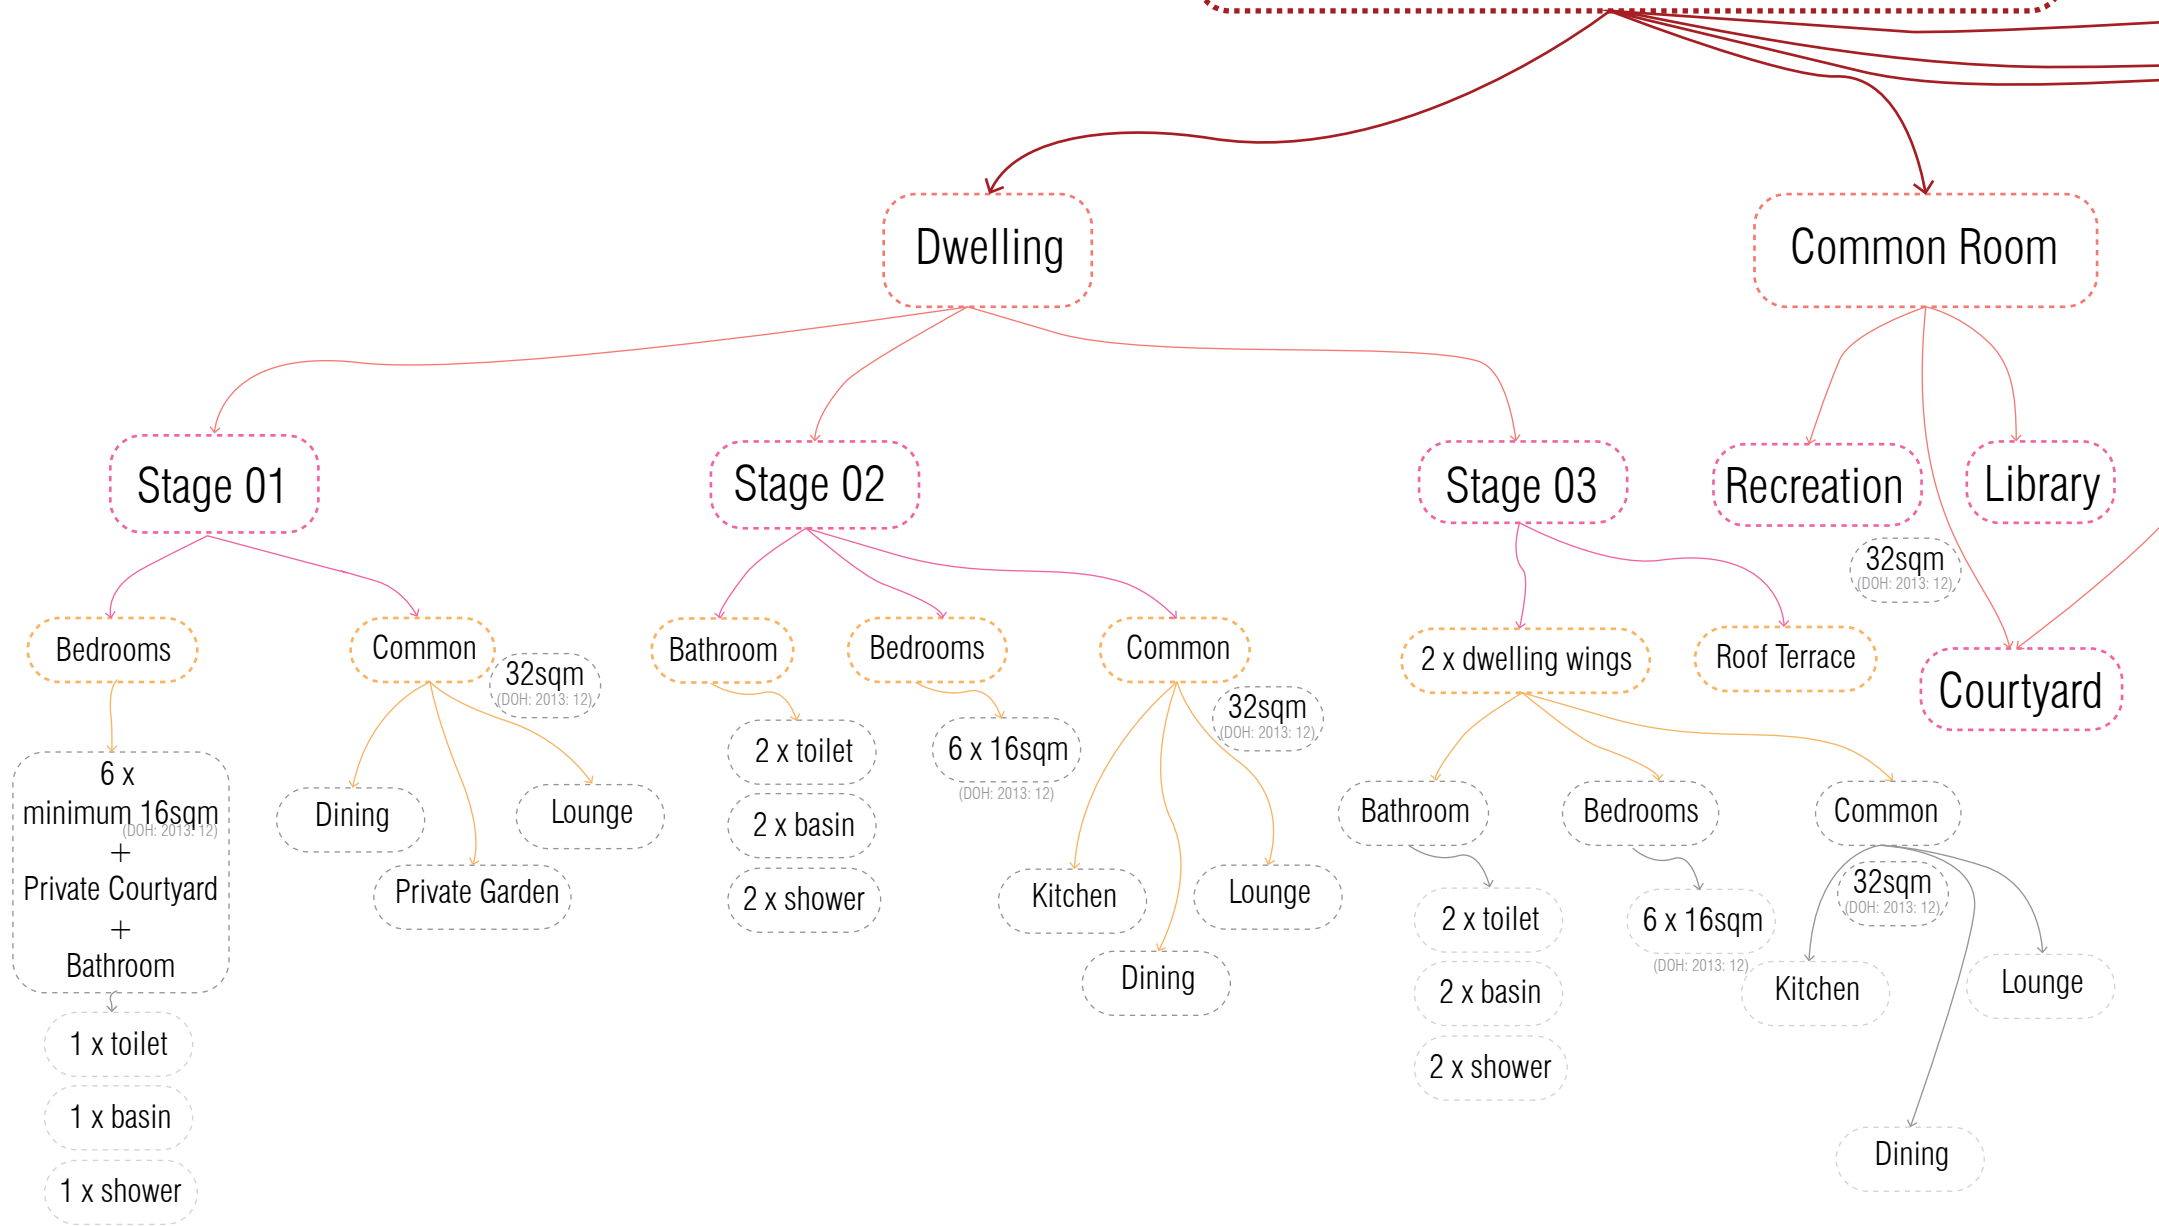 Dwelling
Common Room
Stage 01
Stage 02
Stage 03
Recreation
Library
32sqm
(DOH: 2013: 12)
Courtyard
Bedrooms
Common
32sqm
(DOH: 2013: 12)
Bathroom
Bedrooms
Common
32sqm
(DOH: 2013: 12)
2 x dwelling wings
Roof Terrace
6 x
minimum 16sqm
(DOH: 2013: 12)
+
Private Courtyard
+
Bathroom
1 x toilet
1 x basin
1 x shower
Dining
Private Garden
Lounge
2 x toilet
2 x basin
2 x shower
6 x 16sqm
(DOH: 2013: 12)
Kitchen
Dining
Lounge
Bathroom
Bedrooms
Common
32sqm
(DOH: 2013: 12)
2 x toilet
2 x basin
2 x shower
6 x 16sqm
(DOH: 2013: 12)
Kitchen
Lounge
Dining